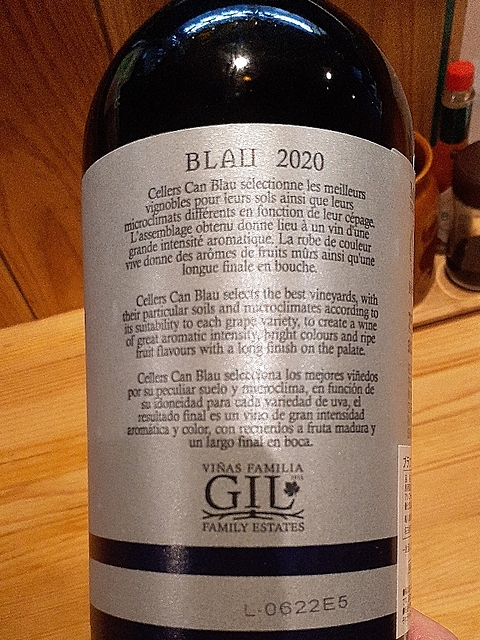 BLAU 2020
Cellers Can Blau sélectionne les meilleurs
vignobles pour leurs sols ainsi que leurs
microclimats différents en fonction de leur cépage.
L'assemblage obtenu donne lieu à un vin d'une
grande intensité aromatique. La robe de couleur
vive donne des arômes de fruits mûrs ainsi qu'une
longue finale en bouche.
Cellers Can Blau selects the best vineyards, with
their particular soils and microclimates according to
its suitability to each grape variety, to create a wine
of great aromatic intensity, bright colours and ripe
fruit flavours with a long finish on the palate.
Cellers Can Blau selecciona los mejores viñedos
por su peculiar suelo y microclima, en función de
su idoneidad para cada variedad de uva, el
resultado final es un vino de gran intensidad
aromática y color, con recuerdos a fruta madura y
un largo final en boca.
VIÑAS FAMILIA
GIL
FAMILY ESTATES
L-0622E5